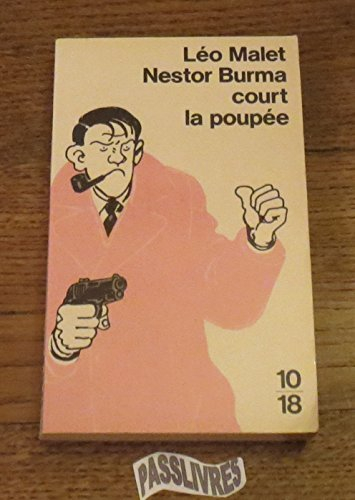 Léo Malet
Nestor Burma
court
la poupée
10
18
PASSLIVRES